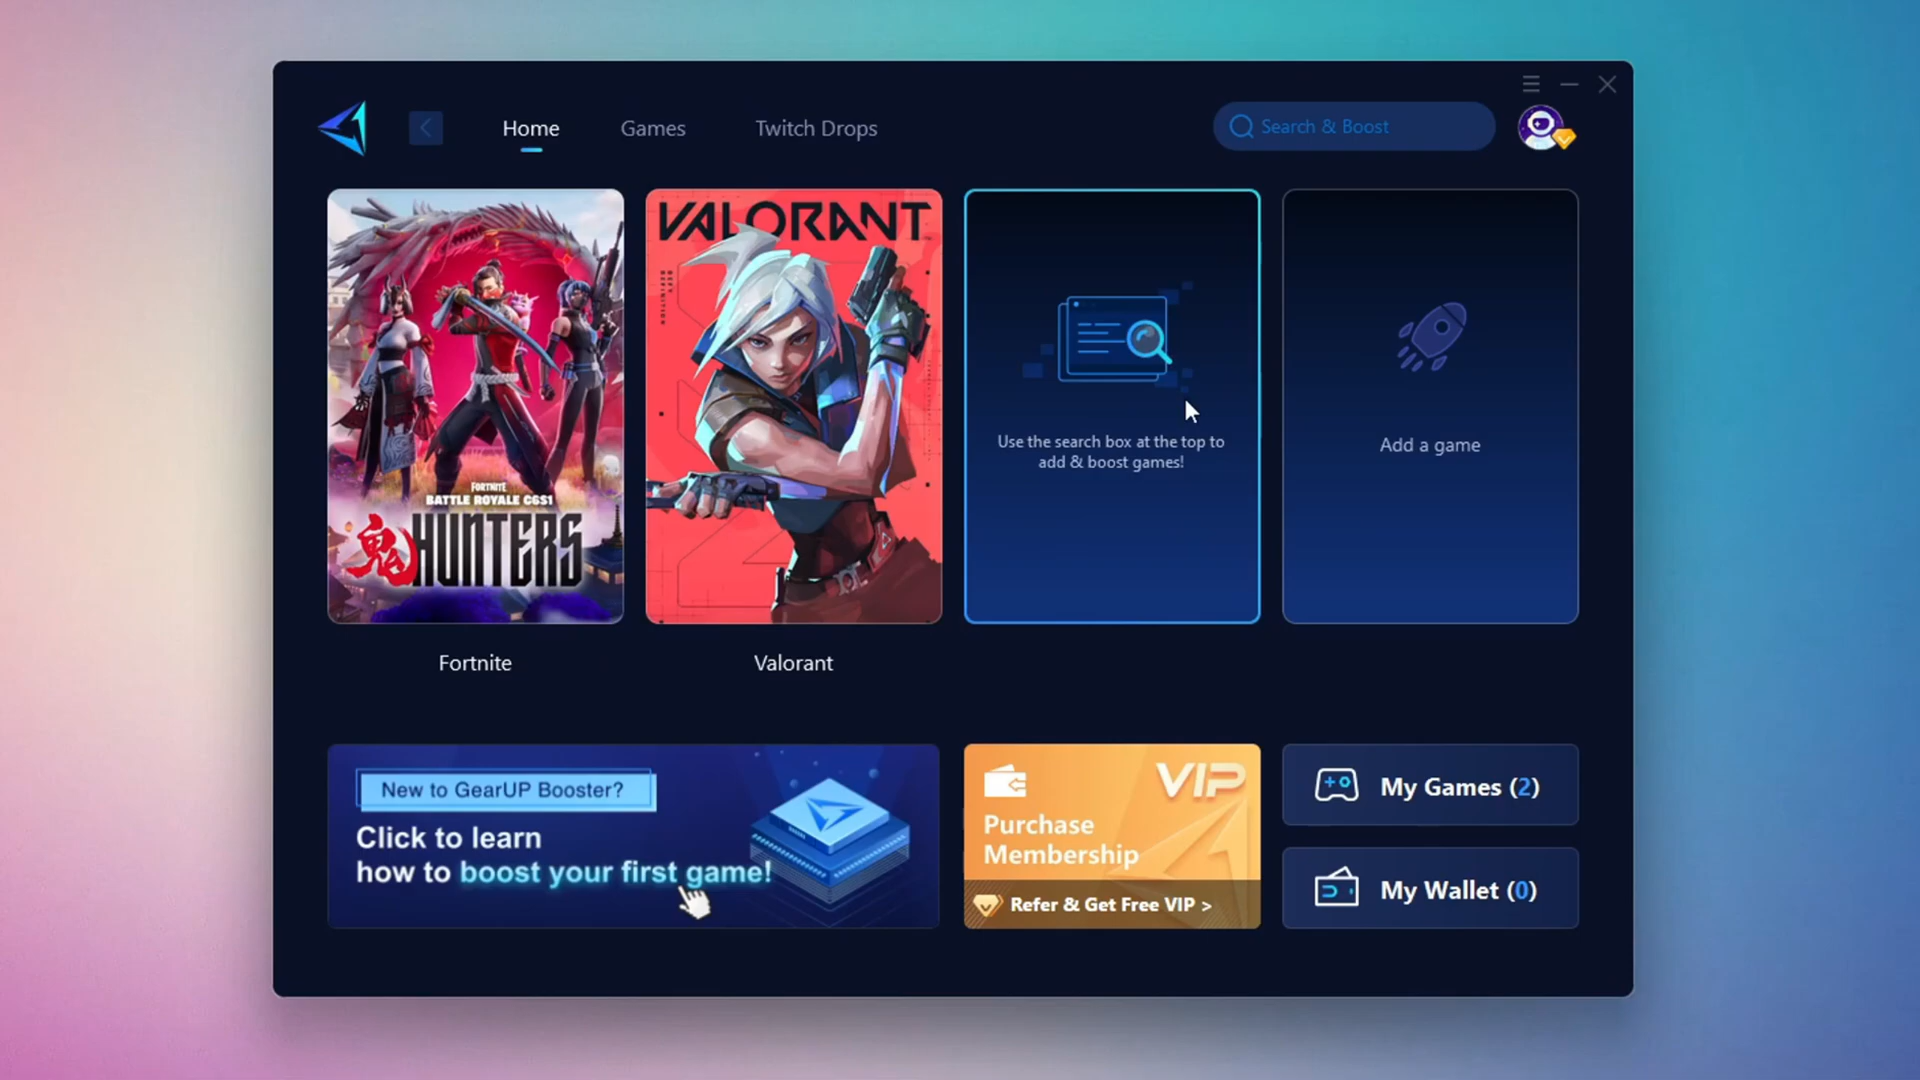 Home
Games
Twitch Drops
Search & Boost
FORTNITE
BATTLE ROYALE C6S1
鬼 HUNTERS
VALORANT
Use the search box at the top to
add & boost games!
Add a game
Fortnite
Valorant
New to GearUP Booster?
Click to learn
how to boost your first game!
VIP
Purchase
Membership
Refer & Get Free VIP >
My Games (2)
My Wallet (0)